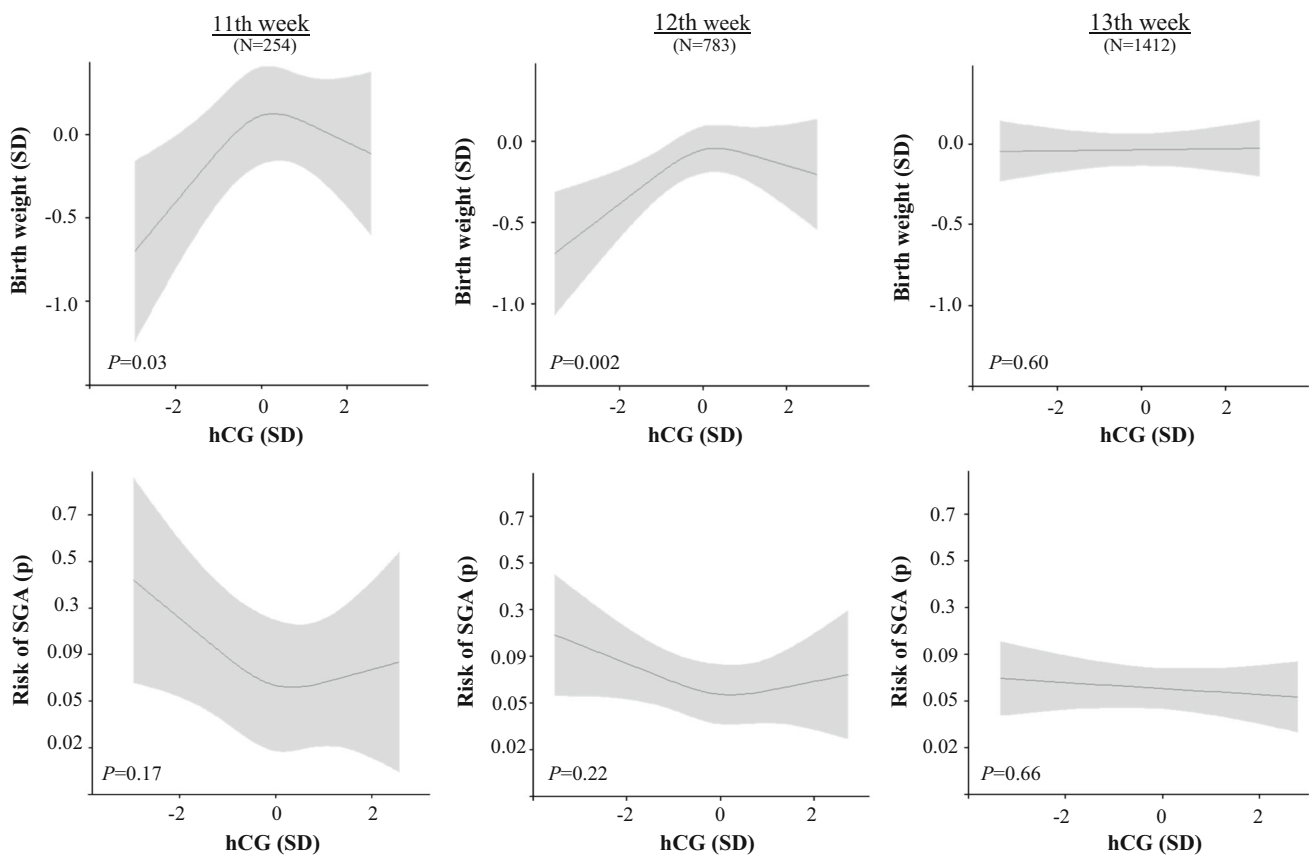 11th week
(N=254)
12th week
(N=783)
13th week
(N=1412)
Birth weight (SD)
0.0
-0.5
-1.0
P=0.03
-2
0
2
hCG (SD)
Birth weight (SD)
0.0
-0.5
-1.0
P=0.002
-2
0
2
hCG (SD)
Birth weight (SD)
0.0
-0.5
-1.0
P=0.60
-2
0
2
hCG (SD)
Risk of SGA (p)
0.7
0.5
0.3
0.09
0.05
0.02
P=0.17
-2
0
2
hCG (SD)
Risk of SGA (p)
0.7
0.5
0.3
0.09
0.05
0.02
P=0.22
-2
0
2
hCG (SD)
Risk of SGA (p)
0.7
0.5
0.3
0.09
0.05
0.02
P=0.66
-2
0
2
hCG (SD)